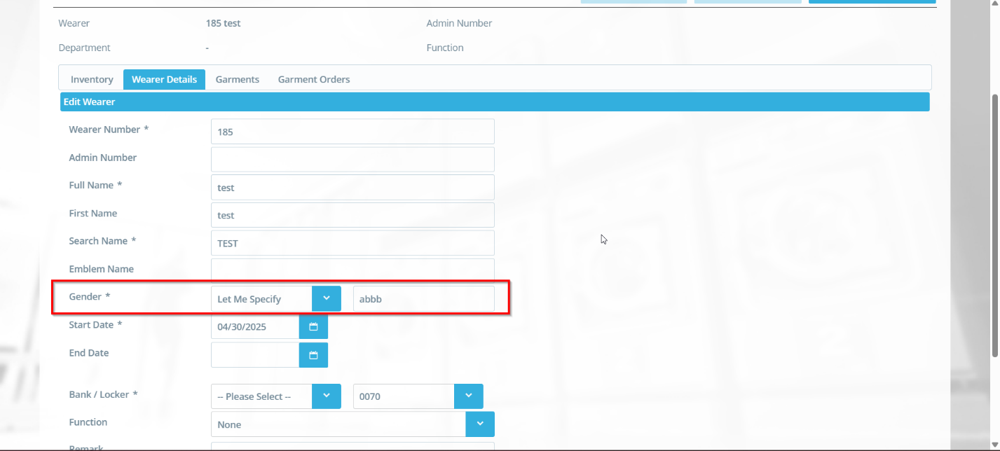 Wearer 185 test Admin Number
Department - Function
Inventory Wearer Details Garments Garment Orders
Edit Wearer
Wearer Number * 185
Admin Number
Full Name * test
First Name test
Search Name * TEST
Emblem Name
Gender * Let Me Specify abbb
Start Date * 04/30/2025
End Date
Bank / Locker * -- Please Select -- 0070
Function None
Remark